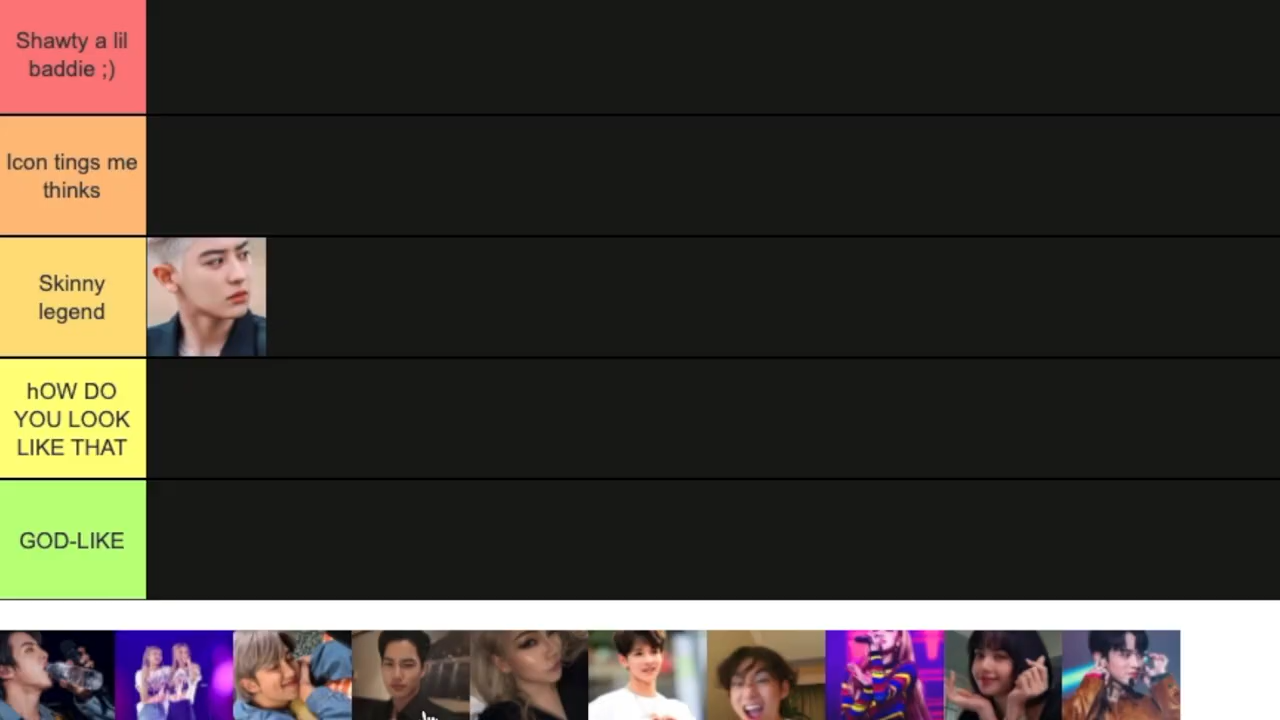 Shawty a lil
baddie ;)
Icon tings me
thinks
Skinny
legend
hOW DO
YOU LOOK
LIKE THAT
GOD-LIKE